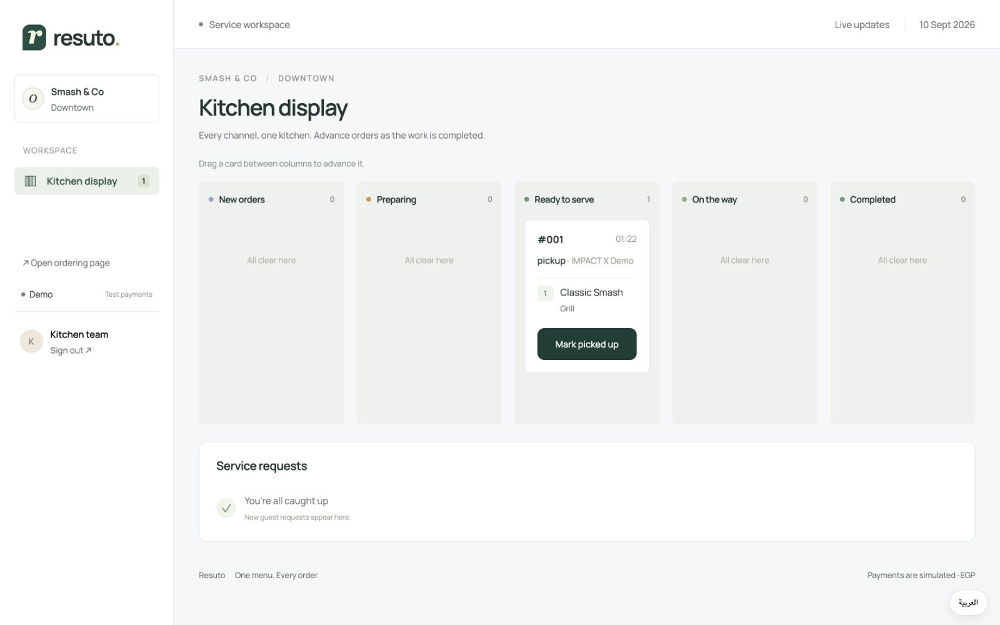 resuto.
O
Smash & Co
Downtown
WORKSPACE
Kitchen display 1
↗ Open ordering page
Demo Test payments
K
Kitchen team
Sign out ↗
Service workspace
Live updates
10 Sept 2026
SMASH & CO / DOWNTOWN
Kitchen display
Every channel, one kitchen. Advance orders as the work is completed.
Drag a card between columns to advance it.
New orders 0
All clear here
Preparing 0
All clear here
Ready to serve 1
#001 01:22
pickup · IMPACT X Demo
1 Classic Smash
Grill
Mark picked up
On the way 0
All clear here
Completed 0
All clear here
Service requests
You're all caught up
New guest requests appear here.
Resuto One menu. Every order.
Payments are simulated · EGP
العربية